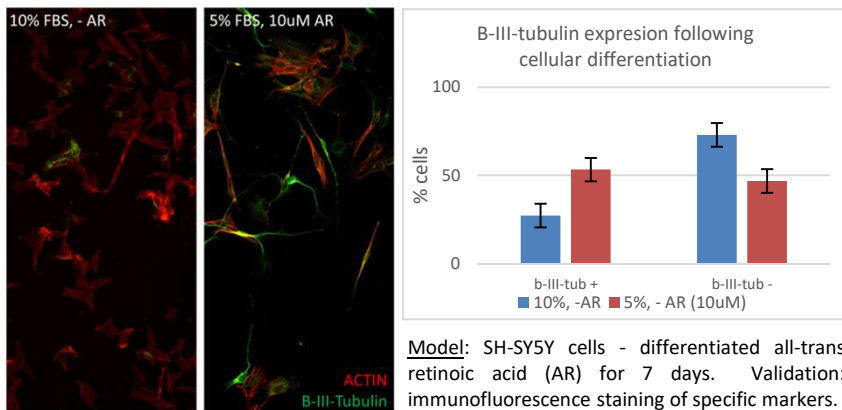 10% FBS, - AR
5% FBS, 10uM AR
ACTIN
B-III-Tubulin
B-III-tubulin expresion following
cellular differentiation
% cells
100
50
0
b-III-tub +
b-III-tub -
10%, -AR
5%, - AR (10uM)
Model: SH-SY5Y cells - differentiated all-trans
retinoic acid (AR) for 7 days. Validation:
immunofluorescence staining of specific markers.